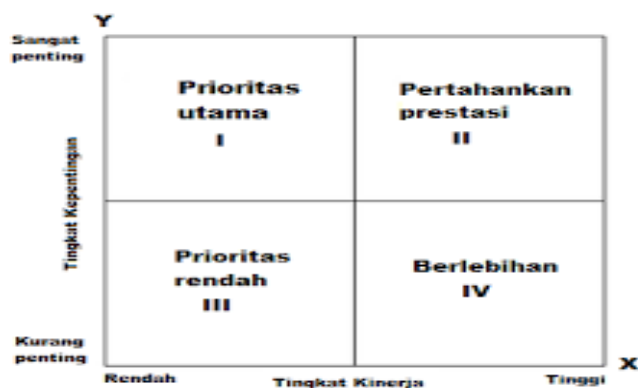 Y
Sangat
penting
Prioritas
utama
I
Pertahankan
prestasi
II
Tingkat Kepentingan
Prioritas
rendah
III
Berlebihan
IV
Kurang
penting
X
Rendah
Tingkat Kinerja
Tinggi